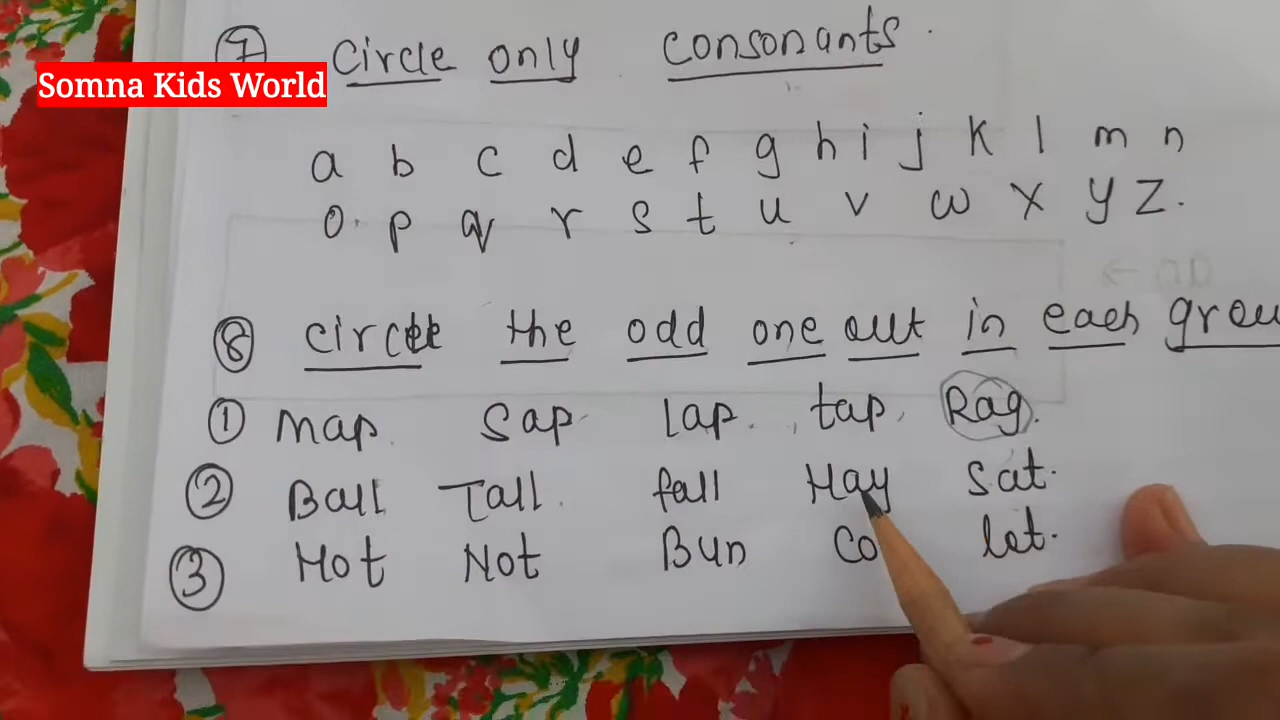 7 Circle only consonants.
Somna Kids World
a b c d e f g h i j k l m n
o. p q r s t u v w x y z.
8 circle the odd one out in each
1 map sap lap. tap. Rag.
2 Ball Tall fall Hay Sat.
3 Hot Not Bun lot.